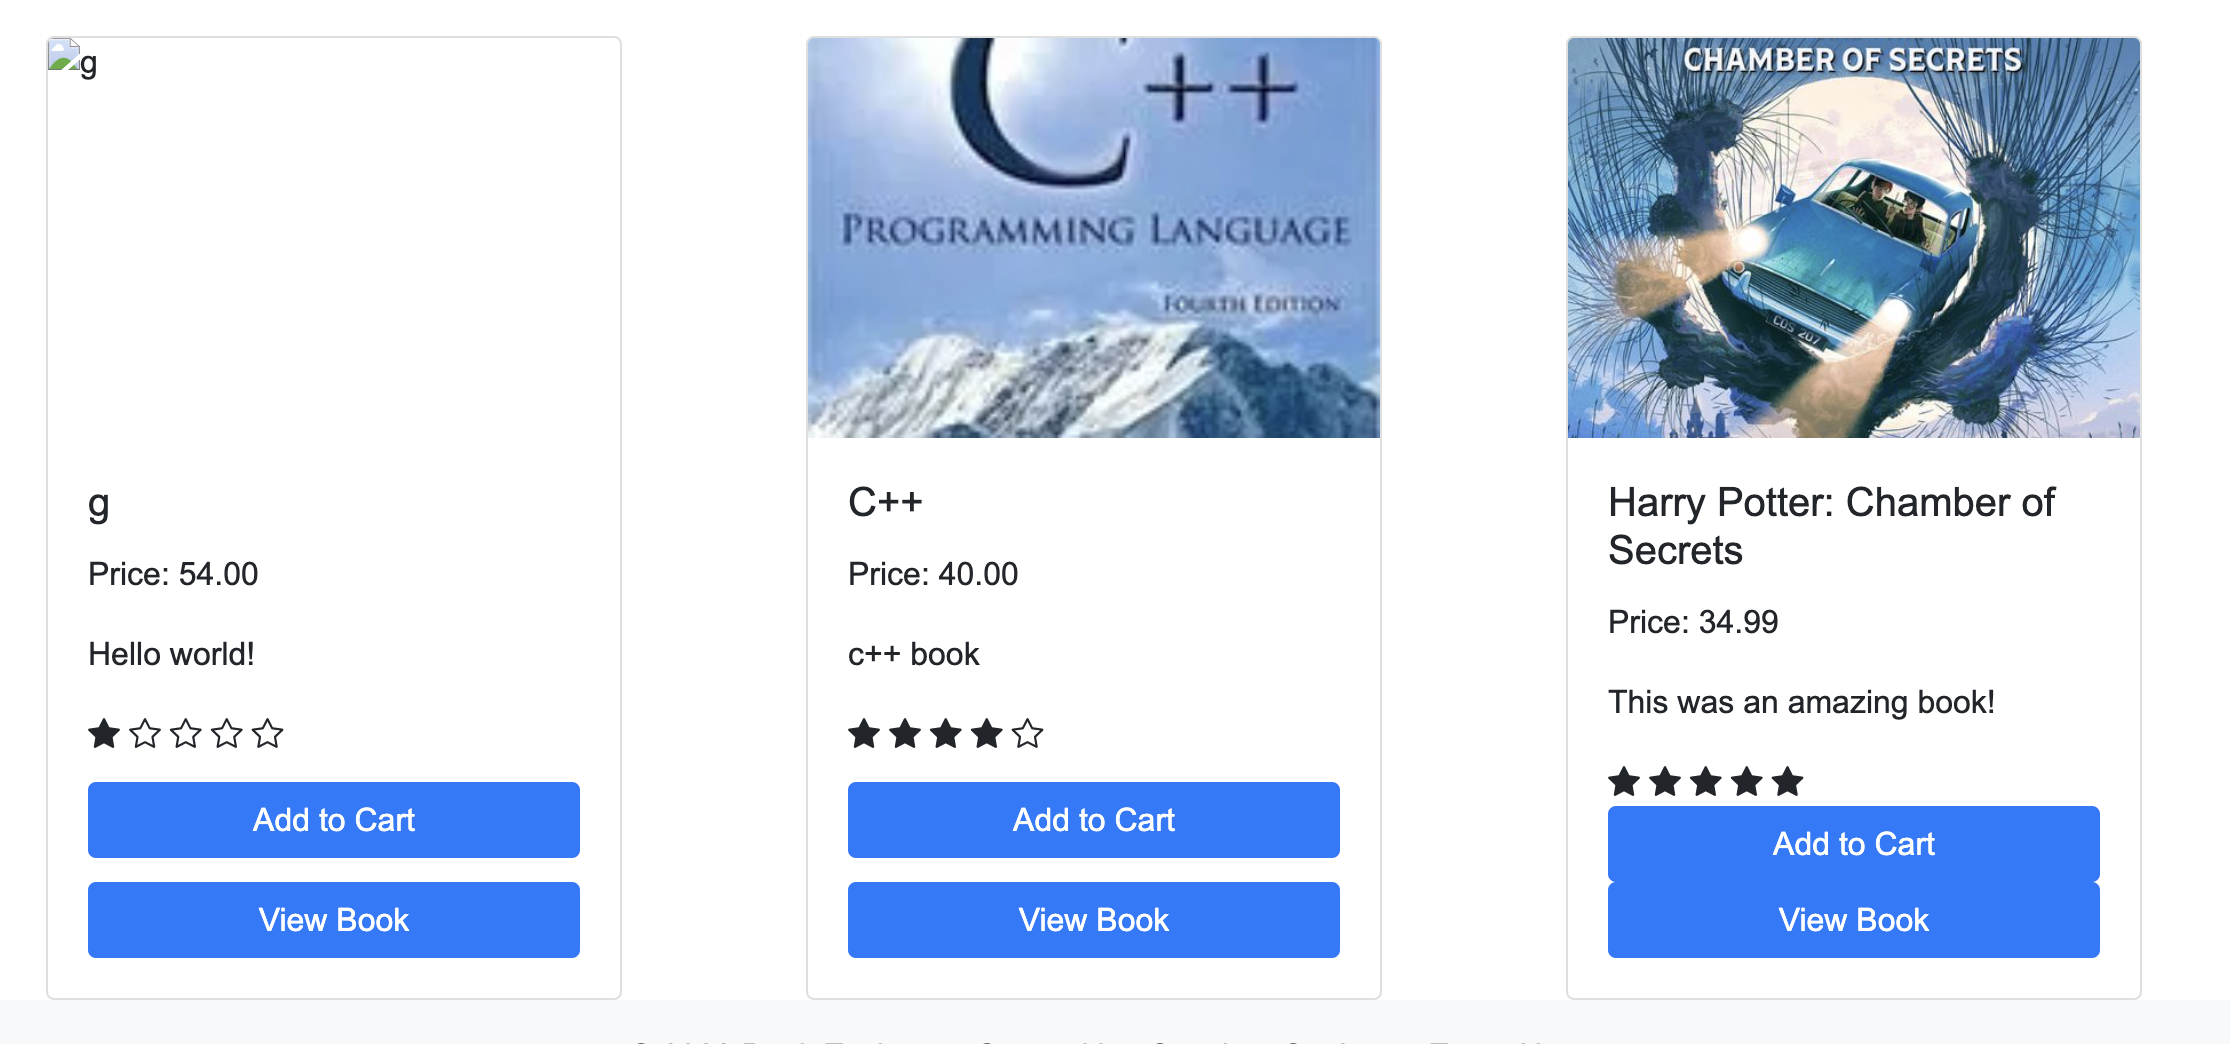 g
g
Price: 54.00
Hello world!
Add to Cart
View Book
C++
PROGRAMMING LANGUAGE
FOURTH EDITION
C++
Price: 40.00
c++ book
Add to Cart
View Book
CHAMBER OF SECRETS
COS 207
Harry Potter: Chamber of
Secrets
Price: 34.99
This was an amazing book!
Add to Cart
View Book